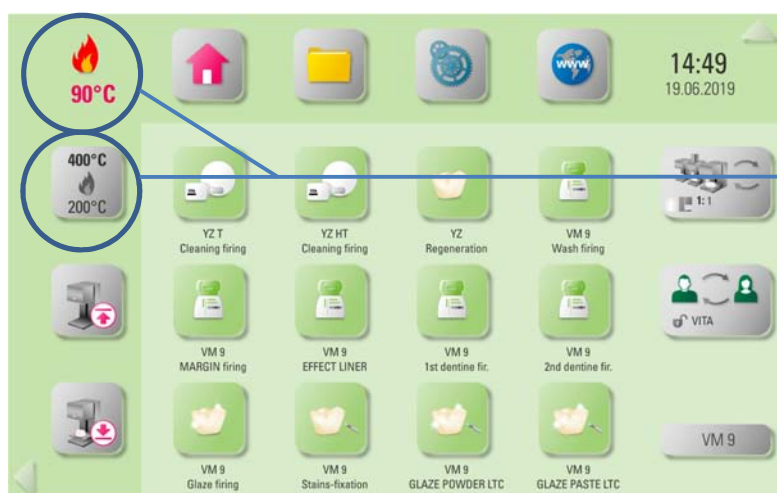 90°C
www
14:49
19.06.2019
400°C
200°C
1:1
YZ T
Cleaning firing
YZ HT
Cleaning firing
YZ
Regeneration
VM 9
Wash firing
VM 9
MARGIN firing
VM 9
EFFECT LINER
VM 9
1st dentine fir.
VM 9
2nd dentine fir.
VITA
VM 9
Glaze firing
VM 9
Stains-fixation
VM 9
GLAZE POWDER LTC
VM 9
GLAZE PASTE LTC
VM 9